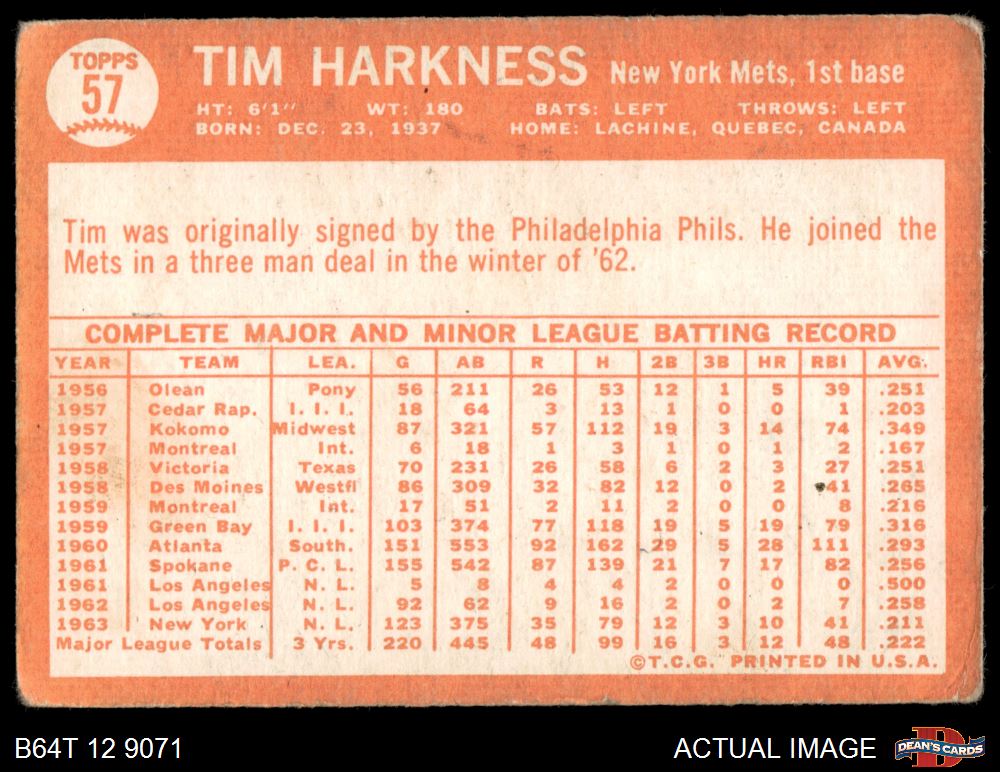 TOPPS
57
TIM HARKNESS New York Mets, 1st base
HT: 6'1" WT: 180 BATS: LEFT THROWS: LEFT
BORN: DEC. 23, 1937 HOME: LACHINE, QUEBEC, CANADA
Tim was originally signed by the Philadelphia Phils. He joined the
Mets in a three man deal in the winter of '62.
COMPLETE MAJOR AND MINOR LEAGUE BATTING RECORD
YEAR TEAM LEA. G AB R H 2B 3B HR RBI AVG.
1956 Olean Pony 56 211 26 53 12 1 5 39 .251
1957 Cedar Rap. I. I. I. 18 64 3 13 1 0 0 1 .203
1957 Kokomo Midwest 87 321 57 112 19 3 14 74 .349
1957 Montreal Int. 6 18 1 3 1 0 1 2 .167
1958 Victoria Texas 70 231 26 58 6 2 3 27 .251
1958 Des Moines Westfl 86 309 32 82 12 0 2 41 .265
1959 Montreal Int. 17 51 2 11 2 0 0 8 .216
1959 Green Bay I. I. I. 103 374 77 118 19 5 19 79 .316
1960 Atlanta South. 151 553 92 162 29 5 28 111 .293
1961 Spokane P. C. L. 155 542 87 139 21 7 17 82 .256
1961 Los Angeles N. L. 5 8 4 4 2 0 0 0 .500
1962 Los Angeles N. L. 92 62 9 16 2 0 2 7 .258
1963 New York N. L. 123 375 35 79 12 3 10 41 .211
Major League Totals 3 Yrs. 220 445 48 99 16 3 12 48 .222
©T.C.G. PRINTED IN U.S.A.
B64T 12 9071 ACTUAL IMAGE DEAN'S CARDS